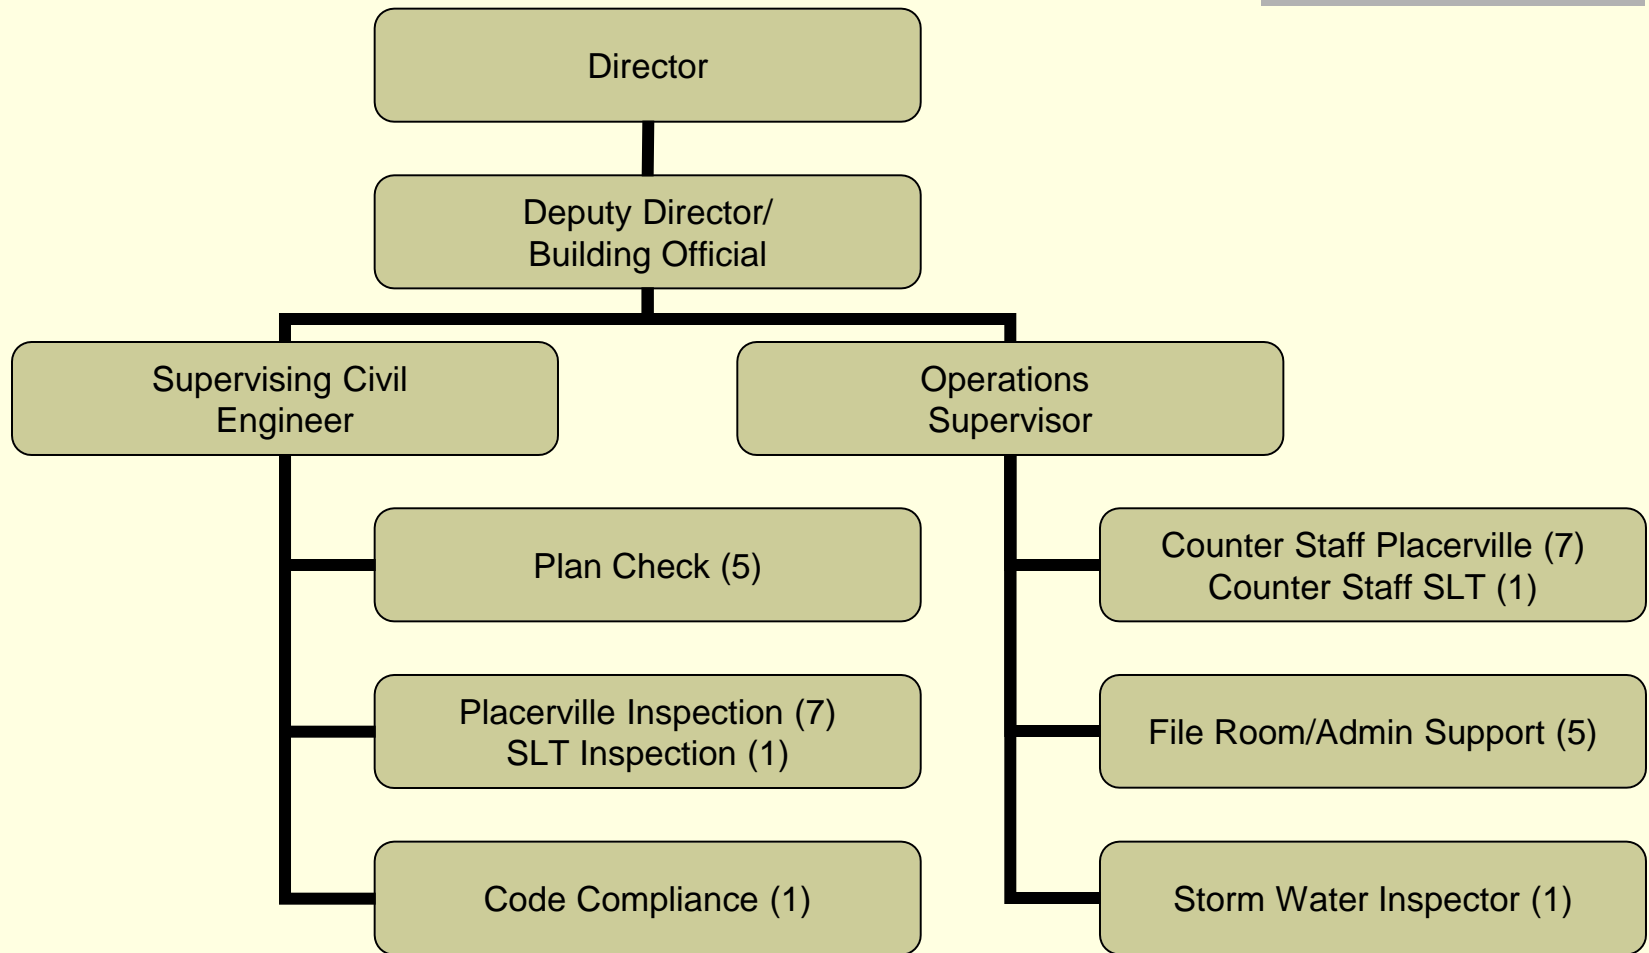 Director
Deputy Director/
Building Official
Supervising Civil
Engineer
Operations
Supervisor
Plan Check (5)
Counter Staff Placerville (7)
Counter Staff SLT (1)
Placerville Inspection (7)
SLT Inspection (1)
File Room/Admin Support (5)
Code Compliance (1)
Storm Water Inspector (1)